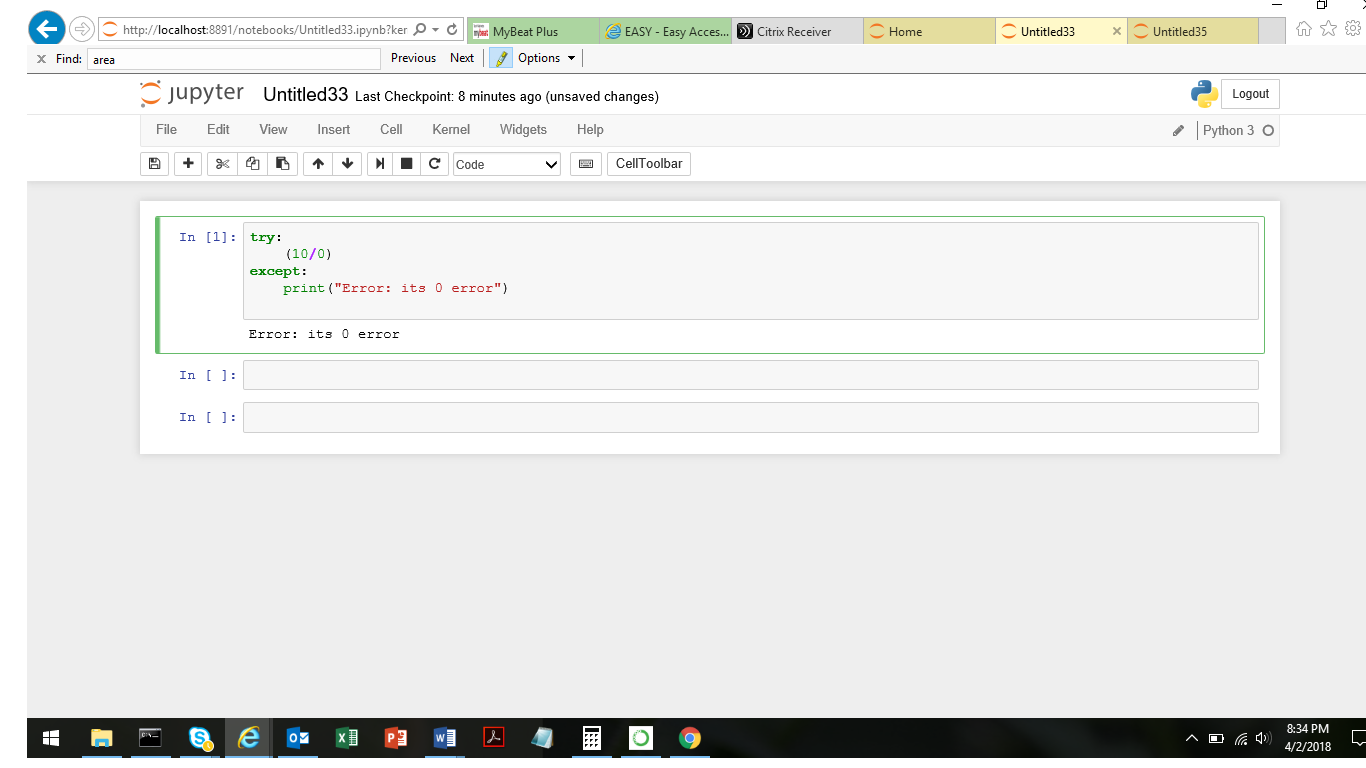 http://localhost:8891/notebooks/Untitled33.ipynb?ker MyBeat Plus EASY - Easy Acces... Citrix Receiver Home Untitled33 Untitled35
x Find: area Previous Next Options
jupyter Untitled33 Last Checkpoint: 8 minutes ago (unsaved changes) Logout
File Edit View Insert Cell Kernel Widgets Help Python 3
Code CellToolbar
In [1]: try:
(10/0)
except:
print("Error: its 0 error")
Error: its 0 error
In [ ]:
In [ ]:
8:34 PM
4/2/2018